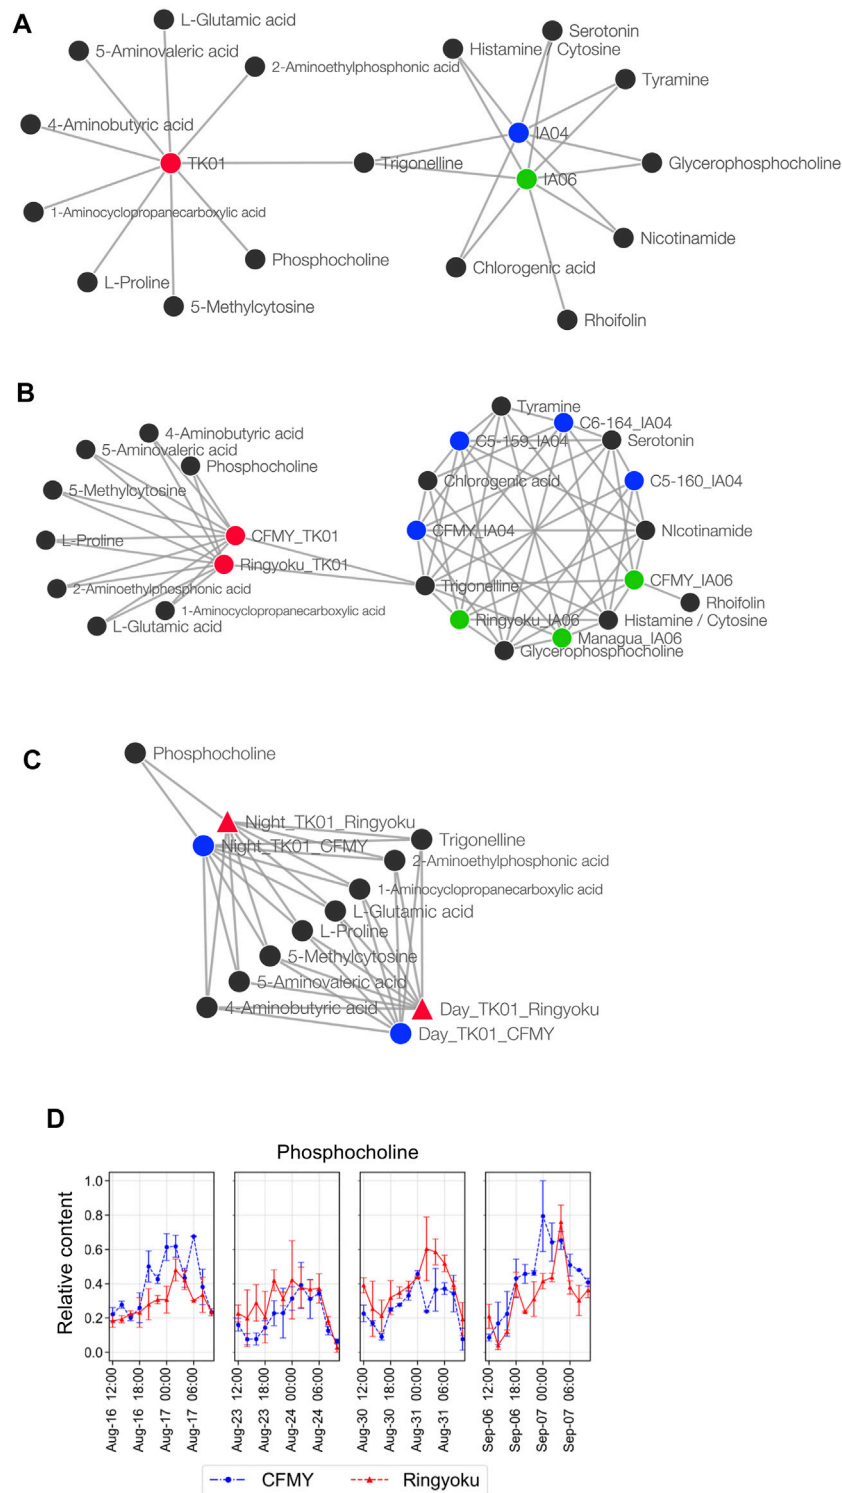 A
L-Glutamic acid
5-Aminovaleric acid
2-Aminoethylphosphonic acid
4-Aminobutyric acid
TK01
1-Aminocyclopropanecarboxylic acid
L-Proline
5-Methylcytosine
Phosphocholine
Trigonelline
Serotonin
Histamine / Cytosine
Tyramine
IA04
Glycerophosphocholine
IA06
Nicotinamide
Chlorogenic acid
Rhoifolin
B
4-Aminobutyric acid
5-Aminovaleric acid
Phosphocholine
5-Methylcytosine
CFMY_TK01
L-Proline
Ringyoku_TK01
2-Aminoethylphosphonic acid
1-Aminocyclopropanecarboxylic acid
L-Glutamic acid
Tyramine
C6-164_IA04
C5-159_IA04
Serotonin
Chlorogenic acid
C5-160_IA04
CFMY_IA04
NIcotinamide
Trigonelline
CFMY_IA06
Rhoifolin
Ringyoku_IA06
Histamine / Cytosine
Managua_IA06
Glycerophosphocholine
C
Phosphocholine
Night_TK01_Ringyoku
Night_TK01_CFMY
Trigonelline
2-Aminoethylphosphonic acid
1-Aminocyclopropanecarboxylic acid
L-Glutamic acid
L-Proline
5-Methylcytosine
5-Aminovaleric acid
4-Aminobutyric acid
Day_TK01_Ringyoku
Day_TK01_CFMY
D
Phosphocholine
Relative content
1.0
0.8
0.6
0.4
0.2
0.0
Aug-16 12:00
Aug-16 18:00
Aug-17 00:00
Aug-17 06:00
Aug-23 12:00
Aug-23 18:00
Aug-24 00:00
Aug-24 06:00
Aug-30 12:00
Aug-30 18:00
Aug-31 00:00
Aug-31 06:00
Sep-06 12:00
Sep-06 18:00
Sep-07 00:00
Sep-07 06:00
CFMY
Ringyoku